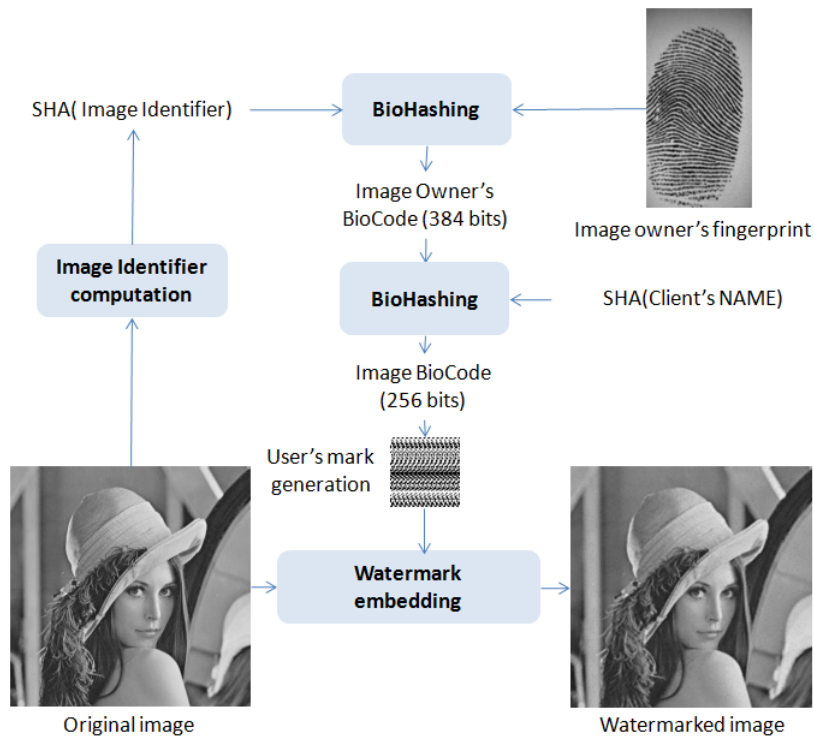 SHA( Image Identifier)
BioHashing
Image Owner's
BioCode (384 bits)
Image owner's fingerprint
Image Identifier
computation
BioHashing
SHA(Client's NAME)
Image BioCode
(256 bits)
User's mark
generation
Watermark
embedding
Original image
Watermarked image